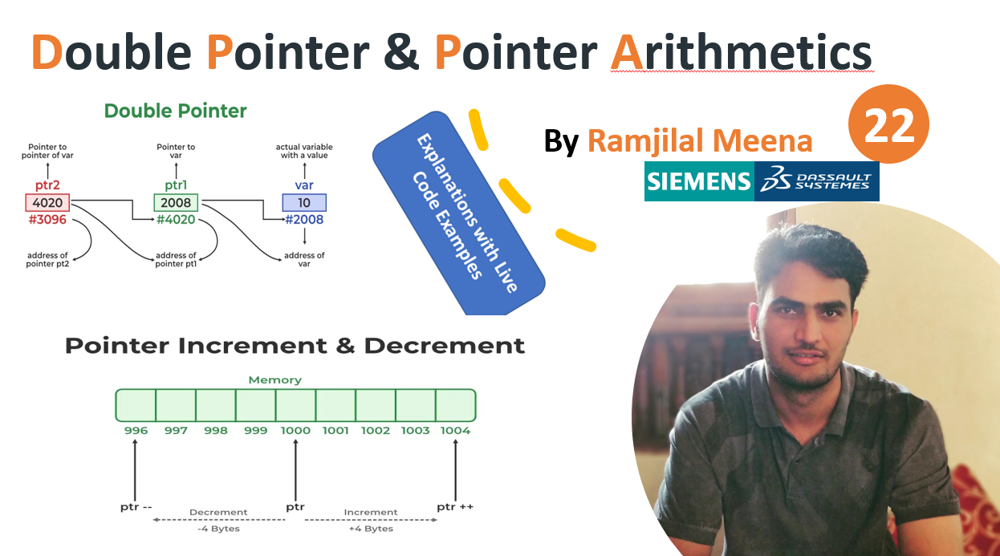 Double Pointer & Pointer Arithmetics
Double Pointer
Pointer to
pointer of var
Pointer to
var
actual variable
with a value
ptr2
ptr1
var
4020
2008
10
#3096
#4020
#2008
address of
pointer pt2
address of
pointer pt1
address of
var
Explanations with Live
Code Examples
By Ramjilal Meena
22
SIEMENS
DASSAULT
SYSTEMES
Pointer Increment & Decrement
Memory
996 997 998 999 1000 1001 1002 1003 1004
ptr -- ptr ptr ++
Decrement
-4 Bytes
Increment
+4 Bytes